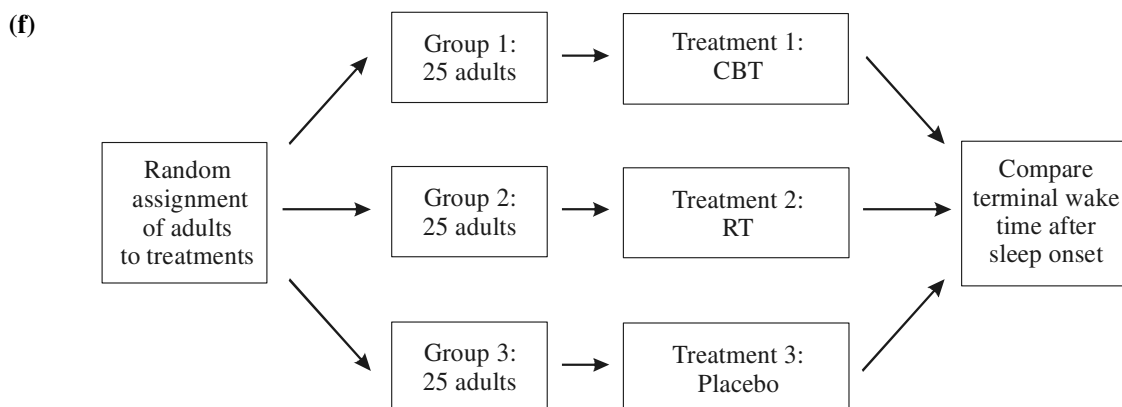 (f)
Group 1:
25 adults
Treatment 1:
CBT
Random
assignment
of adults
to treatments
Group 2:
25 adults
Treatment 2:
RT
Compare
terminal wake
time after
sleep onset
Group 3:
25 adults
Treatment 3:
Placebo